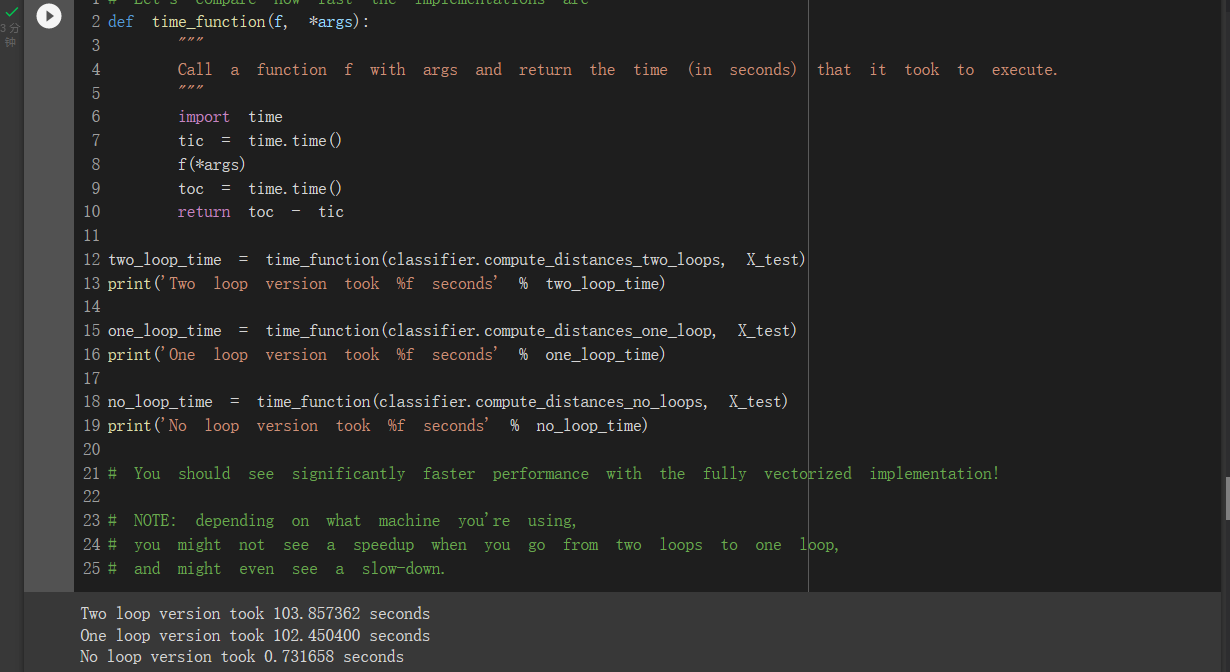 1 # Let's compare how fast the implementations are
2 def time_function(f, *args):
3 """
4 Call a function f with args and return the time (in seconds) that it took to execute.
5 """
6 import time
7 tic = time.time()
8 f(*args)
9 toc = time.time()
10 return toc - tic
11
12 two_loop_time = time_function(classifier.compute_distances_two_loops, X_test)
13 print('Two loop version took %f seconds' % two_loop_time)
14
15 one_loop_time = time_function(classifier.compute_distances_one_loop, X_test)
16 print('One loop version took %f seconds' % one_loop_time)
17
18 no_loop_time = time_function(classifier.compute_distances_no_loops, X_test)
19 print('No loop version took %f seconds' % no_loop_time)
20
21 # You should see significantly faster performance with the fully vectorized implementation!
22
23 # NOTE: depending on what machine you're using,
24 # you might not see a speedup when you go from two loops to one loop,
25 # and might even see a slow-down.
3 分
钟
Two loop version took 103.857362 seconds
One loop version took 102.450400 seconds
No loop version took 0.731658 seconds